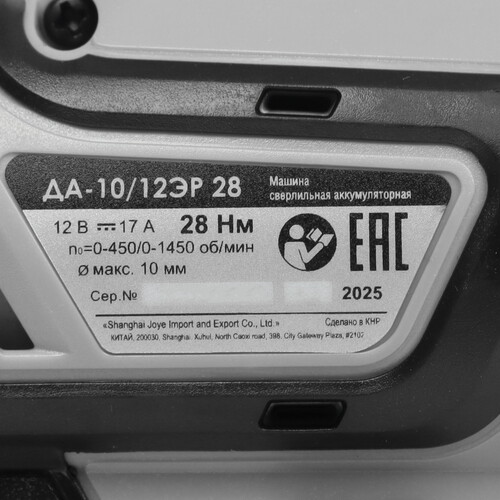 ДА-10/12ЭР 28 Машина
сверлильная аккумуляторная
12 В ⎓ 17 А 28 Нм
n₀=0-450/0-1450 об/мин
ø макс. 10 мм
EAC
Сер.№ 2025
«Shanghai Joye Import and Export Co., Ltd.» Сделано в КНР
КИТАЙ, 200030, Shanghai, Xuhui, North Caoxi road, 398, City Gateway Plaza, #2102